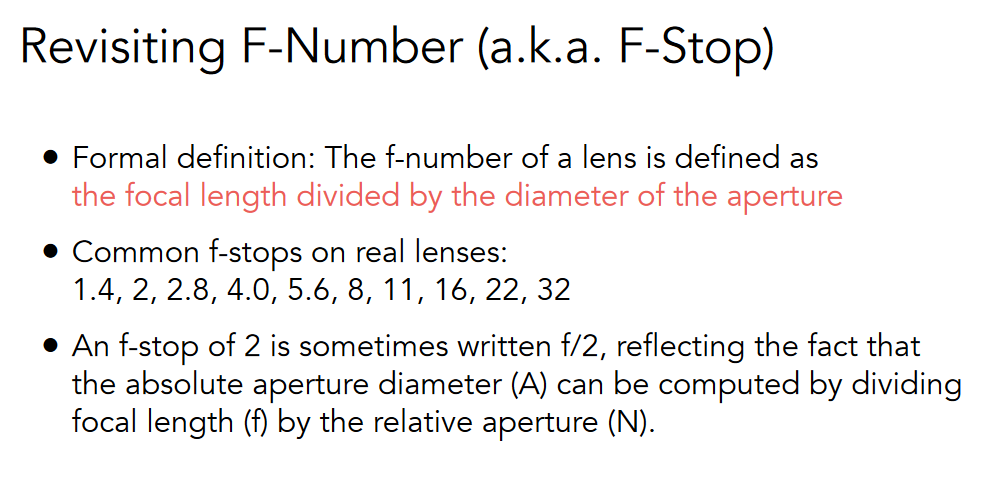 Revisiting F-Number (a.k.a. F-Stop)
• Formal definition: The f-number of a lens is defined as
the focal length divided by the diameter of the aperture
• Common f-stops on real lenses:
1.4, 2, 2.8, 4.0, 5.6, 8, 11, 16, 22, 32
• An f-stop of 2 is sometimes written f/2, reflecting the fact that
the absolute aperture diameter (A) can be computed by dividing
focal length (f) by the relative aperture (N).